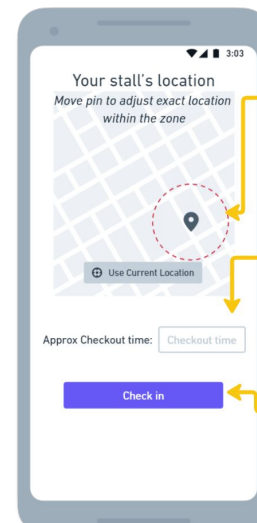 3:03
Your stall's location
Move pin to adjust exact location
within the zone
Use Current Location
Approx Checkout time: Checkout time
Check in